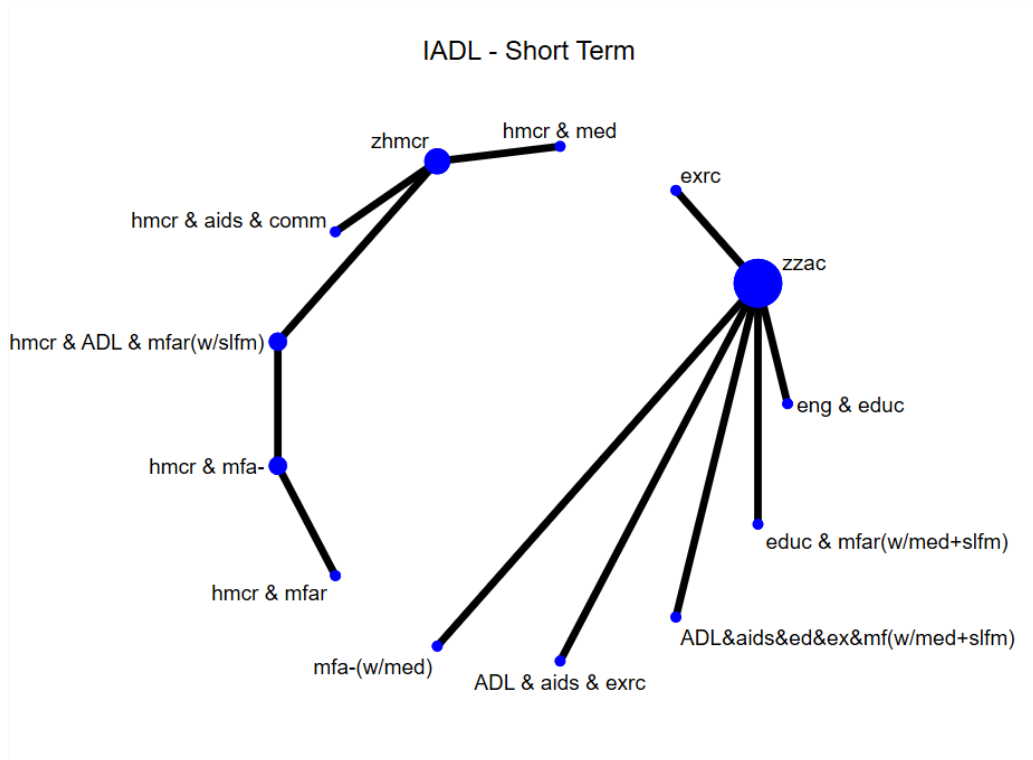 IADL - Short Term
hmcr & med
zhmcr
exrc
hmcr & aids & comm
zzac
hmcr & ADL & mfar(w/slfm)
eng & educ
hmcr & mfa-
educ & mfar(w/med+slfm)
hmcr & mfar
ADL&aids&ed&ex&mf(w/med+slfm)
mfa-(w/med)
ADL & aids & exrc